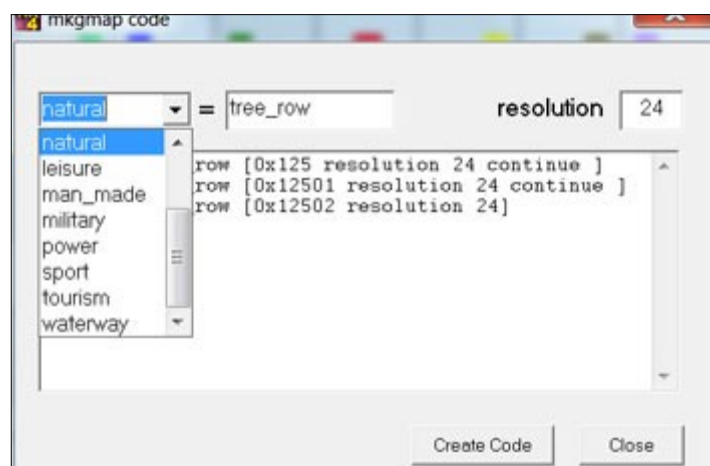 mkgmap code
natural = tree_row resolution 24
natural
leisure
man_made
military
power
sport
tourism
waterway
row [0x125 resolution 24 continue ]
row [0x12501 resolution 24 continue ]
row [0x12502 resolution 24]
Create Code Close